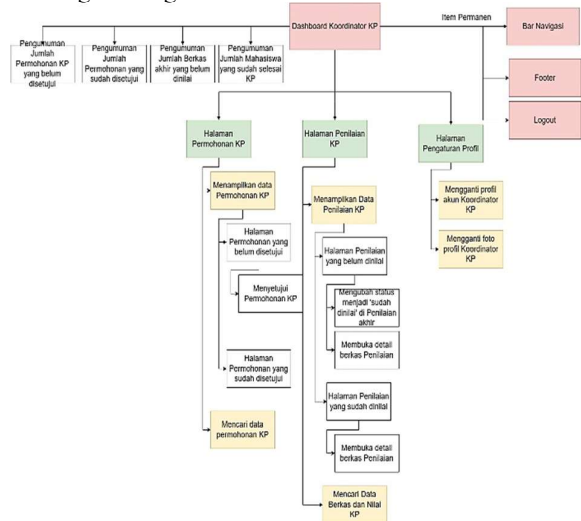 Dashboard Koordinator KP
Item Permanen
Bar Navigasi
Footer
Logout
Pengumuman
Jumlah
Permohonan KP
yang belum
disetujui
Pengumuman
Jumlah
Permohonan
yang sudah
disetujui
Pengumuman
Jumlah Berkas
akhir yang belum
dinilai
Pengumuman
Jumlah Mahasiswa
yang sudah selesai
KP
Halaman
Permohonan KP
Halaman Penilaian
KP
Halaman
Pengaturan Profil
Menampilkan data
Permohonan KP
Halaman
Permohonan yang
belum disetujui
Menyetujui
Permohonan KP
Halaman
Permohonan yang
sudah disetujui
Mencari data
permohonan KP
Menampilkan Data
Penilaian KP
Halaman Penilaian
yang belum dinilai
Mengubah status
menjadi 'sudah
dinilai' di Penilaian
akhir
Membuka detail
berkas Penilaian
Halaman Penilaian
yang sudah dinilai
Membuka detail
berkas Penilaian
Mencari Data
Berkas dan Nilai
KP
Mengganti profil
akun Koordinator
KP
Mengganti foto
profil Koordinator
KP